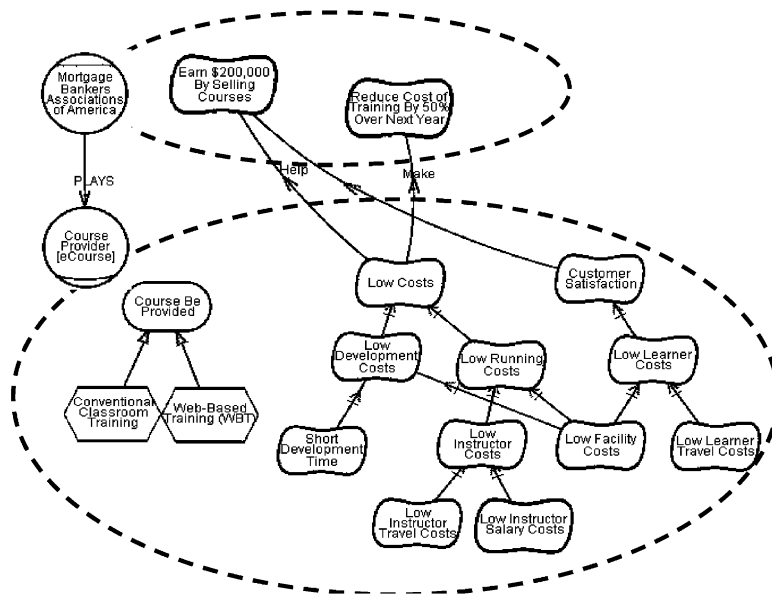 Mortgage
Bankers
Associations
of America
Earn $200,000
By Selling
Courses
Reduce Cost of
Training By 50%
Over Next Year
Help
Make
PLAYS
Course
Provider
[eCourse]
Course Be
Provided
Low Costs
Customer
Satisfaction
Low
Development
Costs
Low Running
Costs
Low Learner
Costs
Conventional
Classroom
Training
Web-Based
Training (WBT)
Short
Development
Time
Low
Instructor
Costs
Low Facility
Costs
Low Learner
Travel Costs
Low
Instructor
Travel Costs
Low Instructor
Salary Costs